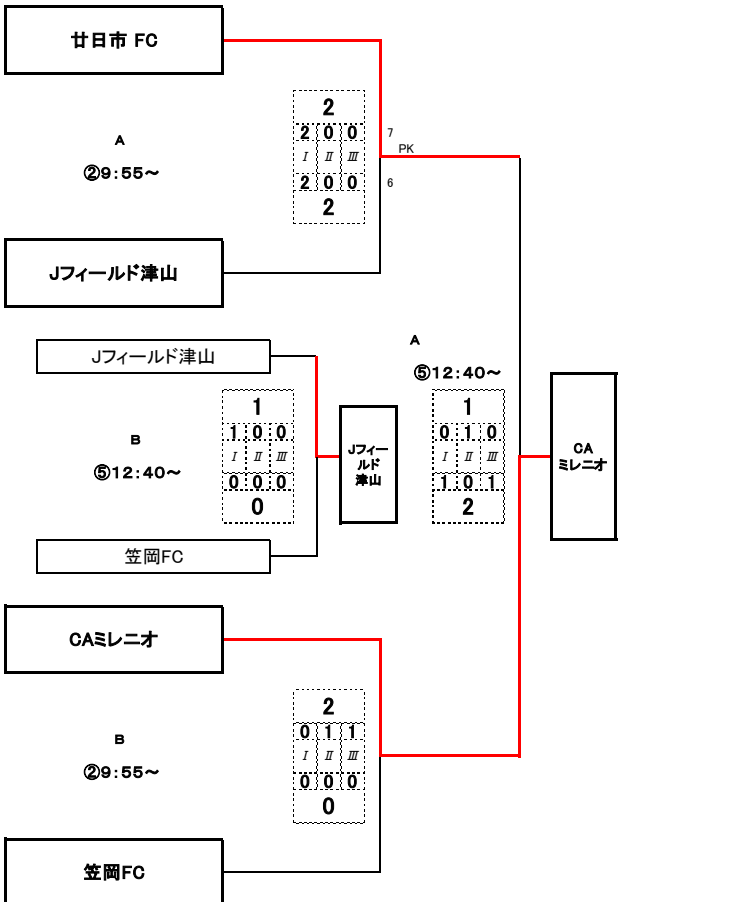 廿日市 FC
2
2 0 0
7
A
PK
Ⅰ Ⅱ Ⅲ
②9:55~
2 0 0
6
2
Jフィールド津山
Jフィールド津山
A
⑤12:40~
1
1 0 0
B
Ⅰ Ⅱ Ⅲ
⑤12:40~
0 0 0
0
Jフィー
ルド
津山
1
0 1 0
Ⅰ Ⅱ Ⅲ
1 0 1
2
CA
ミレニオ
笠岡FC
CAミレニオ
2
0 1 1
B
Ⅰ Ⅱ Ⅲ
②9:55~
0 0 0
0
笠岡FC